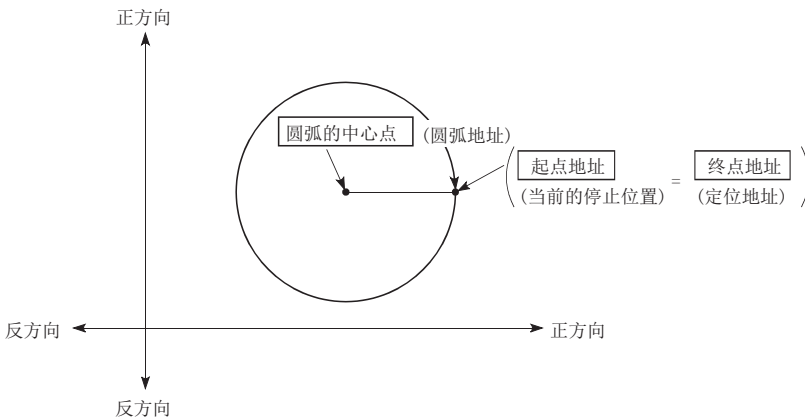 正方向
圆弧的中心点 (圆弧地址)
起点地址 = 终点地址
(当前的停止位置) (定位地址)
反方向 正方向
反方向